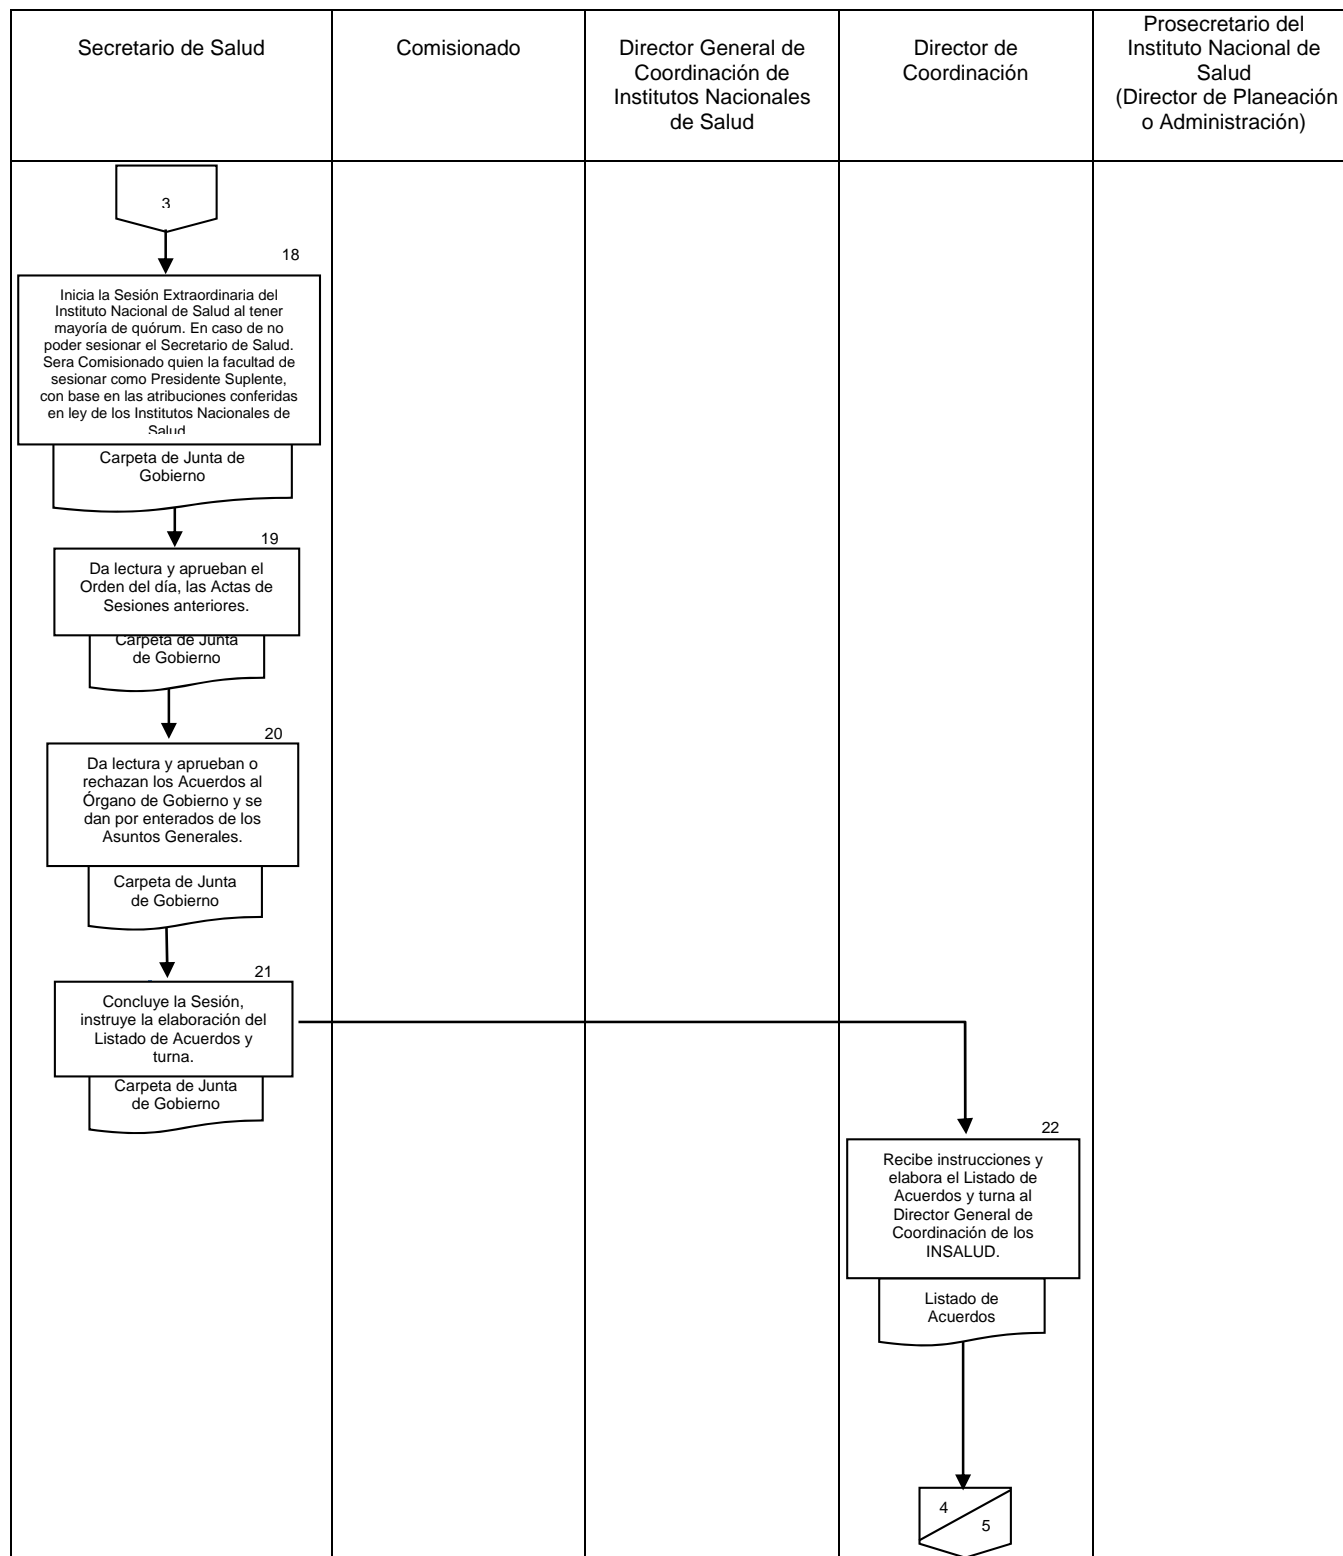 Secretario de Salud
Comisionado
Director General de
Coordinación de
Institutos Nacionales
de Salud
Director de
Coordinación
Prosecretario del
Instituto Nacional de
Salud
(Director de Planeación
o Administración)
3
18
Inicia la Sesión Extraordinaria del
Instituto Nacional de Salud al tener
mayoría de quórum. En caso de no
poder sesionar el Secretario de Salud.
Sera Comisionado quien la facultad de
sesionar como Presidente Suplente,
con base en las atribuciones conferidas
en ley de los Institutos Nacionales de
Salud
Carpeta de Junta de
Gobierno
19
Da lectura y aprueban el
Orden del día, las Actas de
Sesiones anteriores.
Carpeta de Junta
de Gobierno
20
Da lectura y aprueban o
rechazan los Acuerdos al
Órgano de Gobierno y se
dan por enterados de los
Asuntos Generales.
Carpeta de Junta
de Gobierno
21
Concluye la Sesión,
instruye la elaboración del
Listado de Acuerdos y
turna.
Carpeta de Junta
de Gobierno
22
Recibe instrucciones y
elabora el Listado de
Acuerdos y turna al
Director General de
Coordinación de los
INSALUD.
Listado de
Acuerdos
4
5